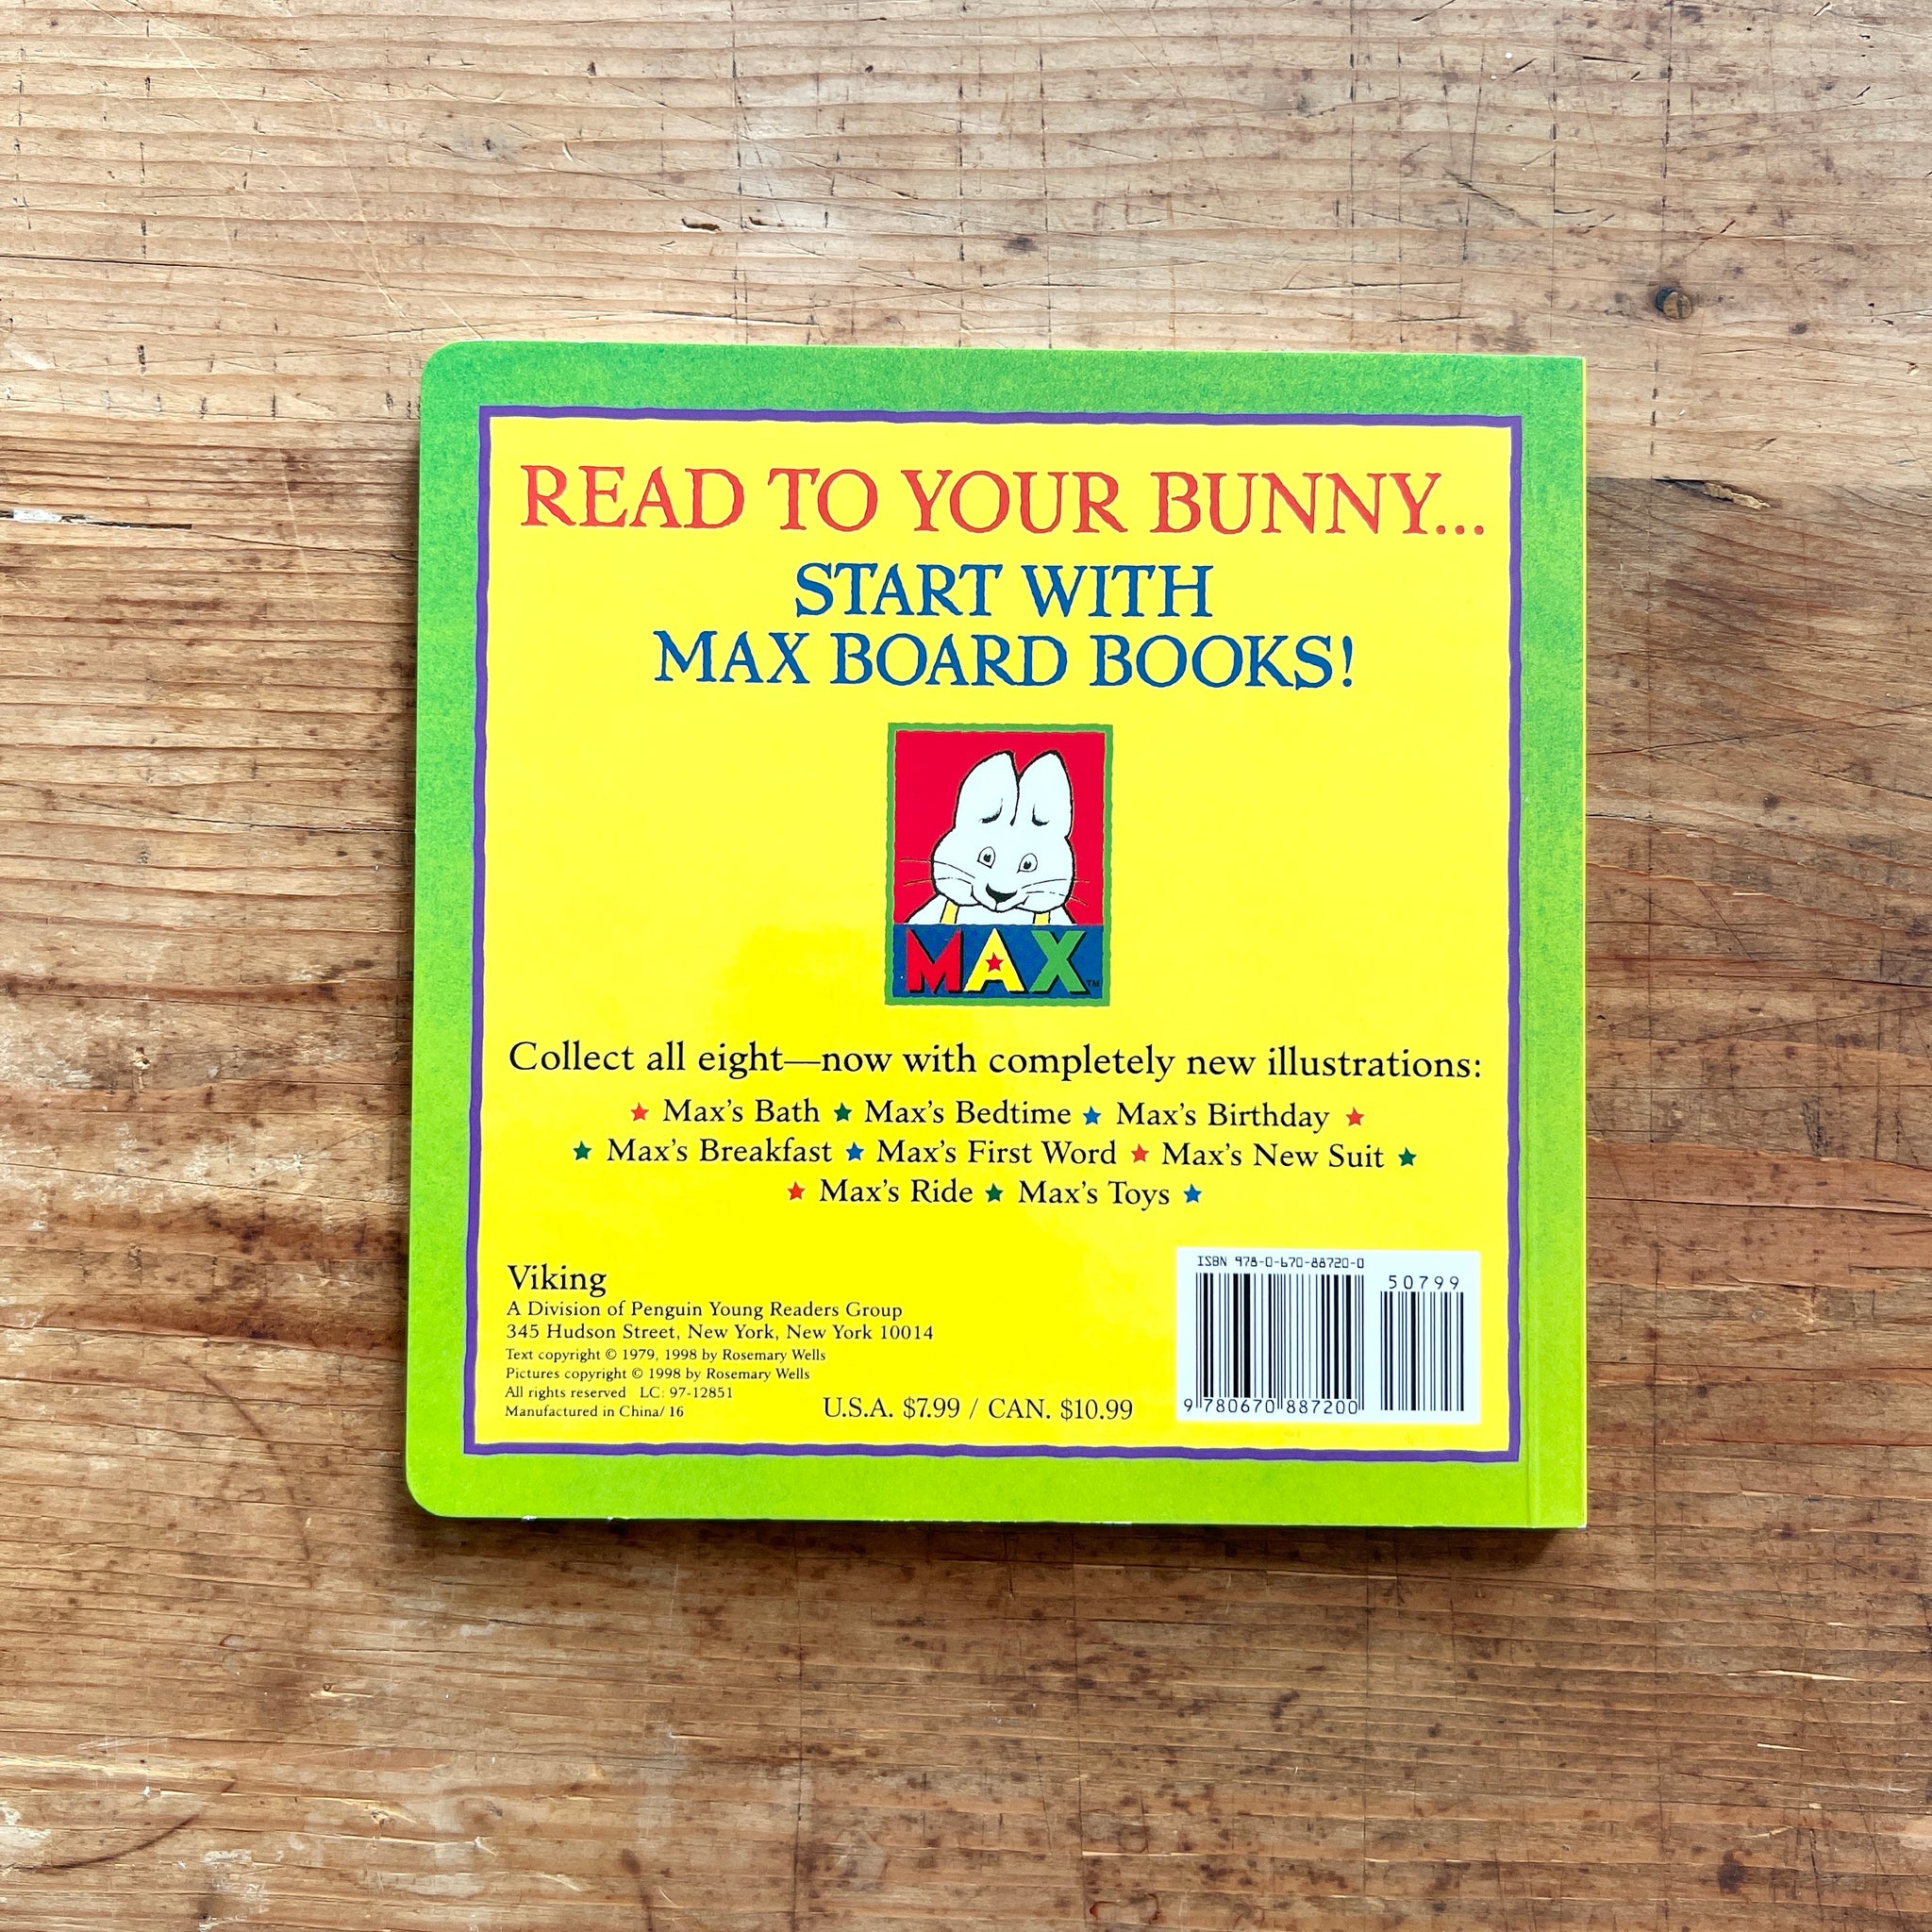 READ TO YOUR BUNNY...
START WITH
MAX BOARD BOOKS!
MAX™
Collect all eight—now with completely new illustrations:
★ Max's Bath ★ Max's Bedtime ★ Max's Birthday ★
★ Max's Breakfast ★ Max's First Word ★ Max's New Suit ★
★ Max's Ride ★ Max's Toys ★
Viking
A Division of Penguin Young Readers Group
345 Hudson Street, New York, New York 10014
Text copyright © 1979, 1998 by Rosemary Wells
Pictures copyright © 1998 by Rosemary Wells
All rights reserved LC: 97-12851
Manufactured in China/ 16
U.S.A. $7.99 / CAN. $10.99
ISBN 978-0-670-88720-0
50799
9 780670 887200